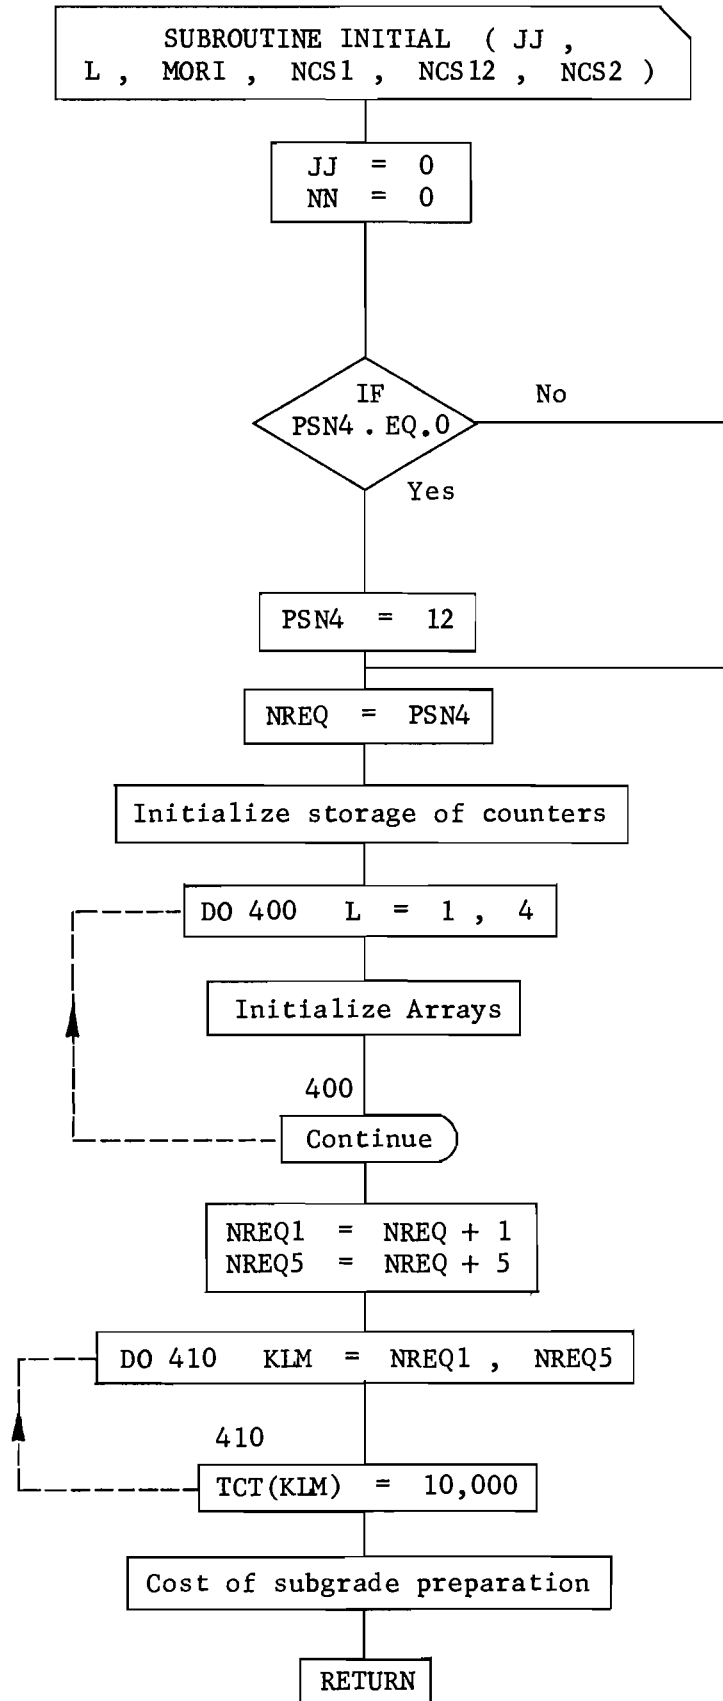 SUBROUTINE INITIAL ( JJ ,
L , MORI , NCS1 , NCS12 , NCS2 )
JJ = 0
NN = 0
IF
PSN4 . EQ.0
No
Yes
PSN4 = 12
NREQ = PSN4
Initialize storage of counters
DO 400 L = 1 , 4
Initialize Arrays
400
Continue
NREQ1 = NREQ + 1
NREQ5 = NREQ + 5
DO 410 KLM = NREQ1 , NREQ5
410
TCT(KLM) = 10,000
Cost of subgrade preparation
RETURN